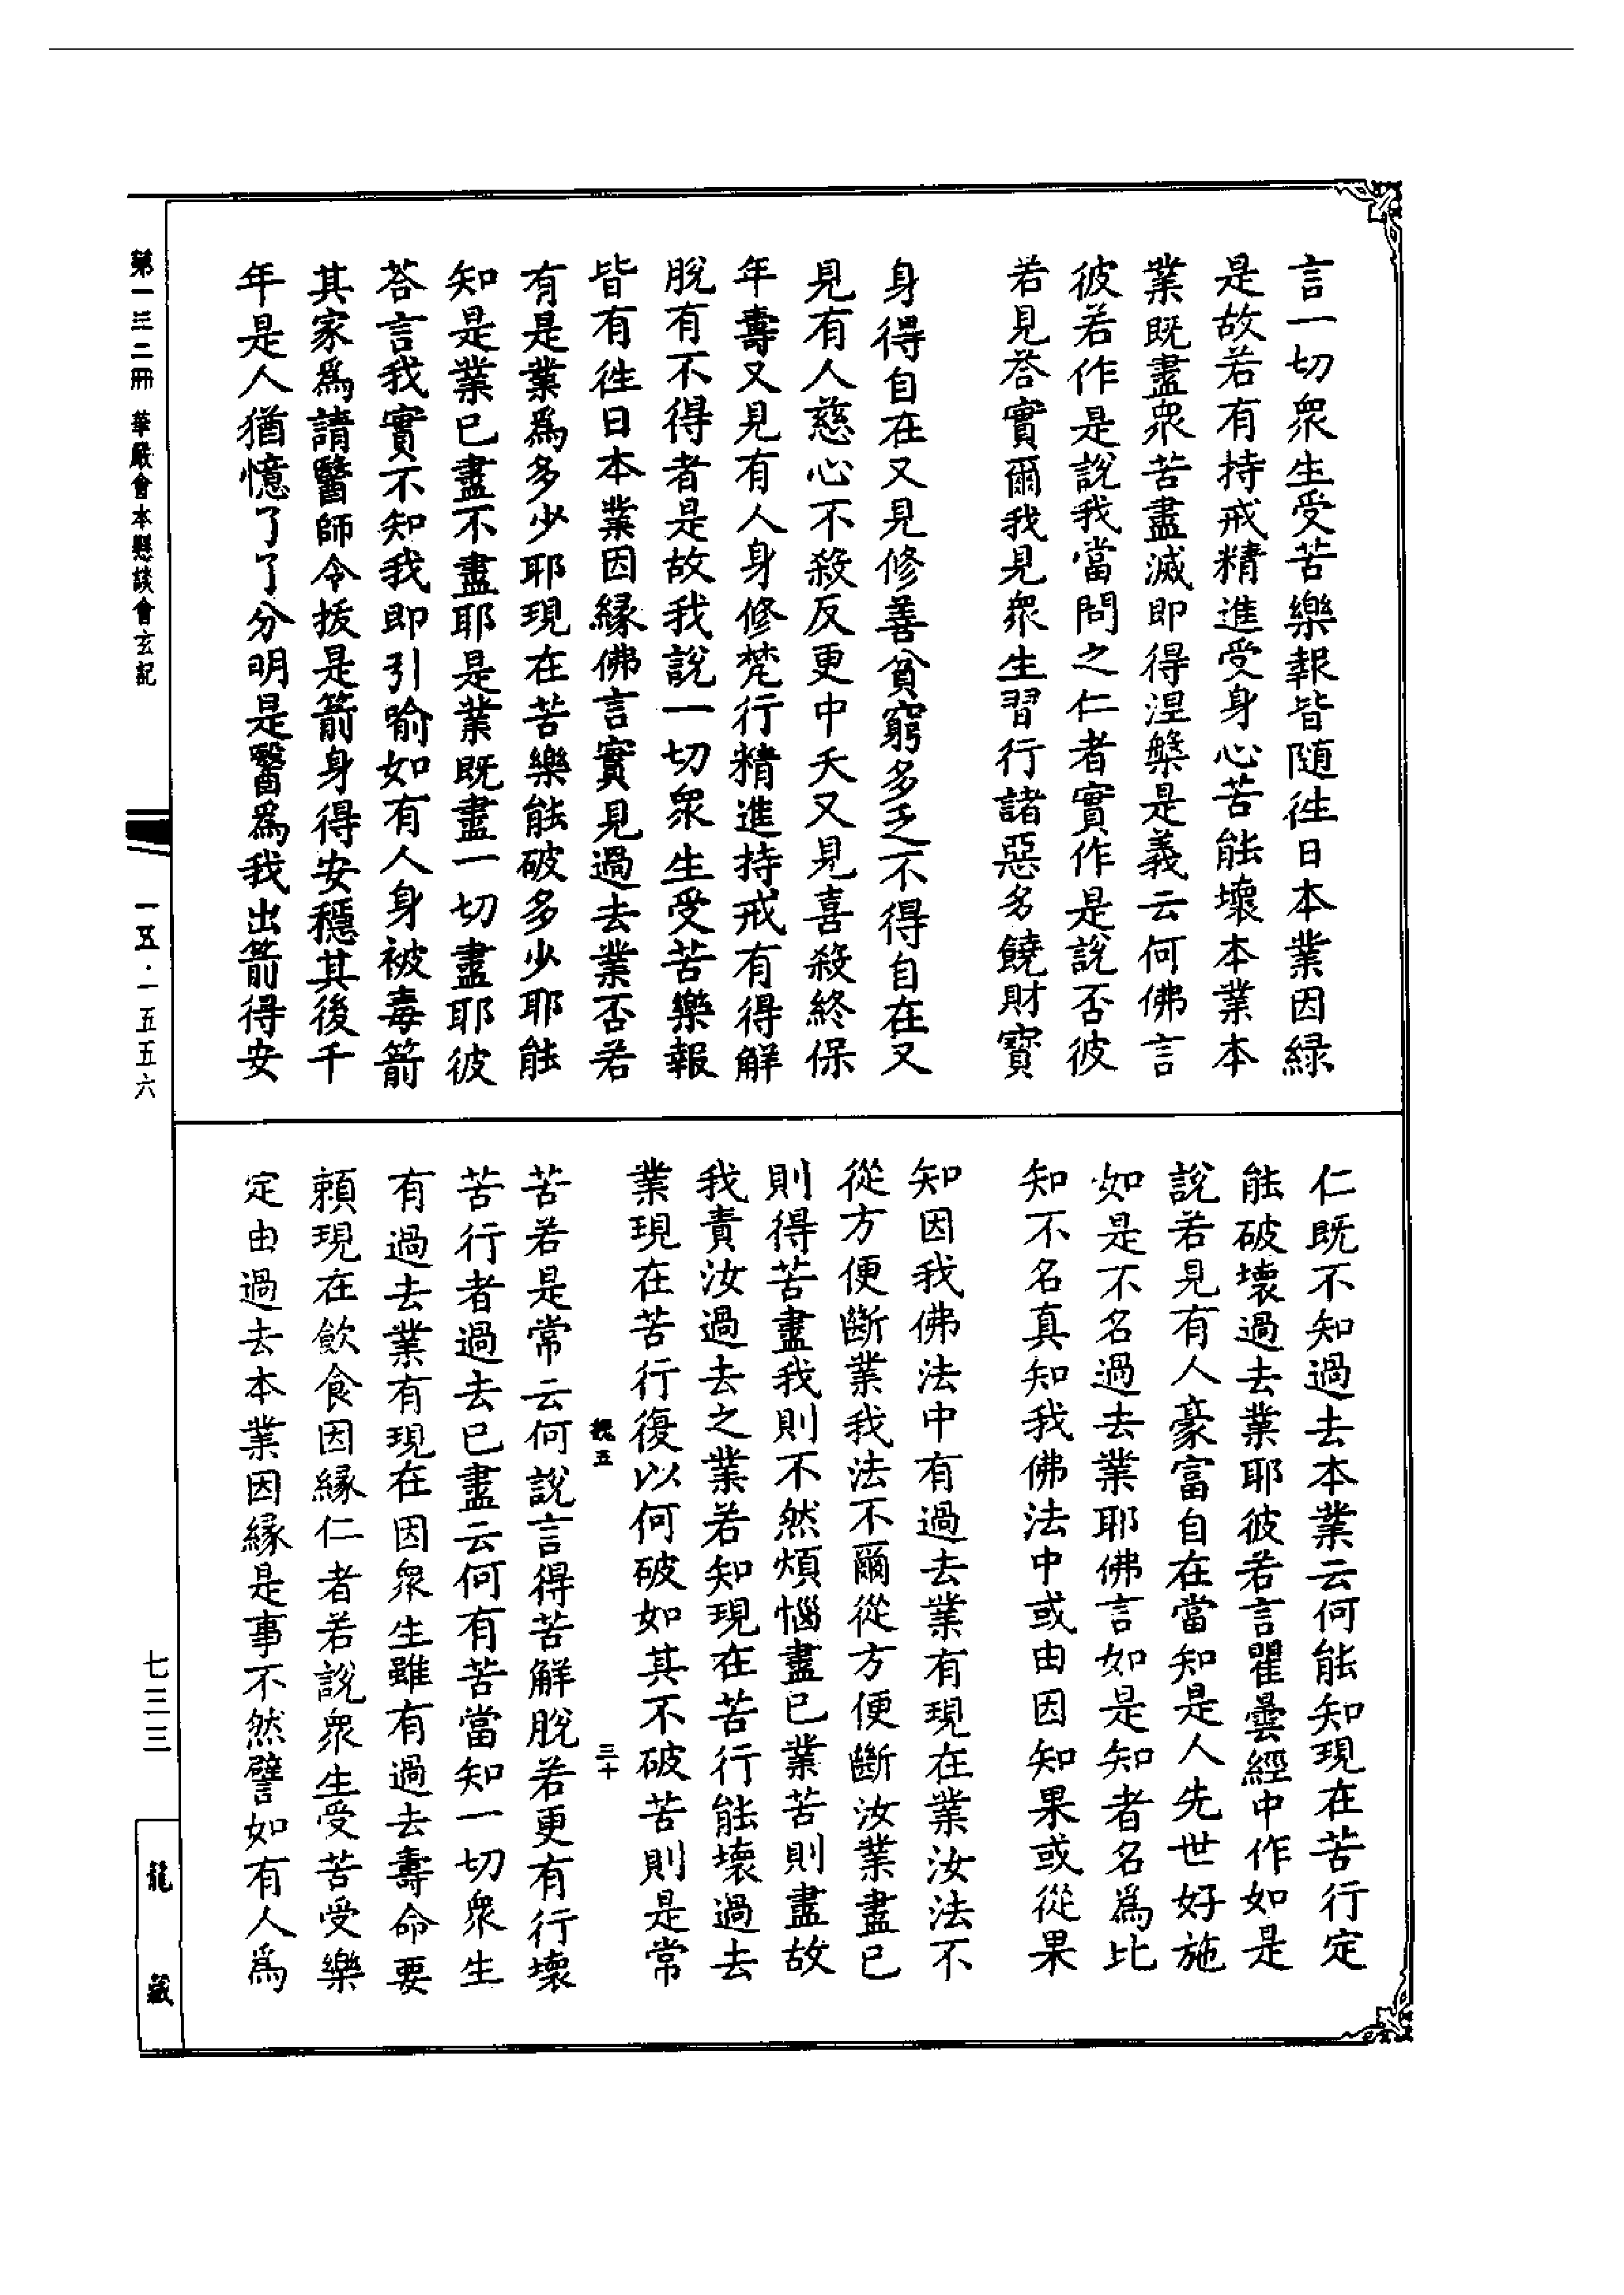 言一切衆生受苦樂報皆隨徃日本業因緑
是故若有持戒精進受身心苦能壞本業本
業既盡衆苦盡滅即得涅槃是義云何佛言
彼若作是說我當問之仁者實作是說否彼
若見荅實爾我見衆生習行諸惡多饒財寶
身得自在又見修善貧窮多乏不得自在又
見有人慈心不殺反更中夭又見喜殺終保
年壽又見有人身修梵行精進持戒有得解
脫有不得者是故我說一切衆生受苦樂報
皆有徃日本業因緣佛言實見過去業否若
有是業爲多少耶現在苦樂能破多少耶能
知是業已盡不盡耶是業既盡一切盡耶彼
荅言我實不知我即引喻如有人身被毒箭
其家爲請醫師令拔是箭身得安穩其後千
年是人猶憶了了分明是醫爲我出箭得安
仁既不知過去本業云何能知現在苦行定
能破壞過去業耶彼若言瞿曇經中作如是
說若見有人豪富自在當知是人先世好施
如是不名過去業耶佛言如是知者名爲比
知不名真知我佛法中或由因知果或從果
知因我佛法中有過去業有現在業汝法不
從方便斷業我法不爾從方便斷汝業盡已
則得苦盡我則不然煩惱盡已業苦則盡故
我責汝過去之業若知現在苦行能壞過去
業現在苦行復以何破如其不破苦則是常
苦若是常云何說言得苦解脫若更有行壞
苦行者過去已盡云何有苦當知一切衆生
有過去業有現在因衆生雖有過去壽命要
頼現在飲食因緣仁者若說衆生受苦受樂
定由過去本業因緣是事不然譬如有人爲
五
三十
第一三二冊 華嚴會本懸談會玄記
一五·一五五六
七三三
龍藏